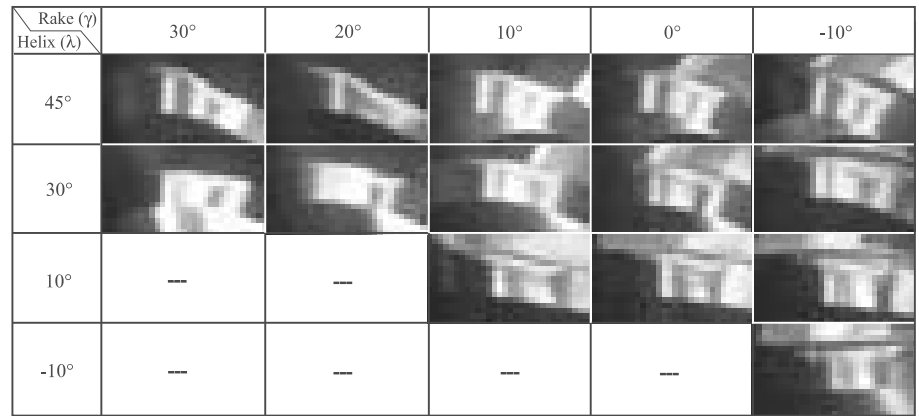 Rake (γ)
Helix (λ)
30° 20° 10° 0° -10°
45°
30°
10° --- ---
-10° --- --- --- ---